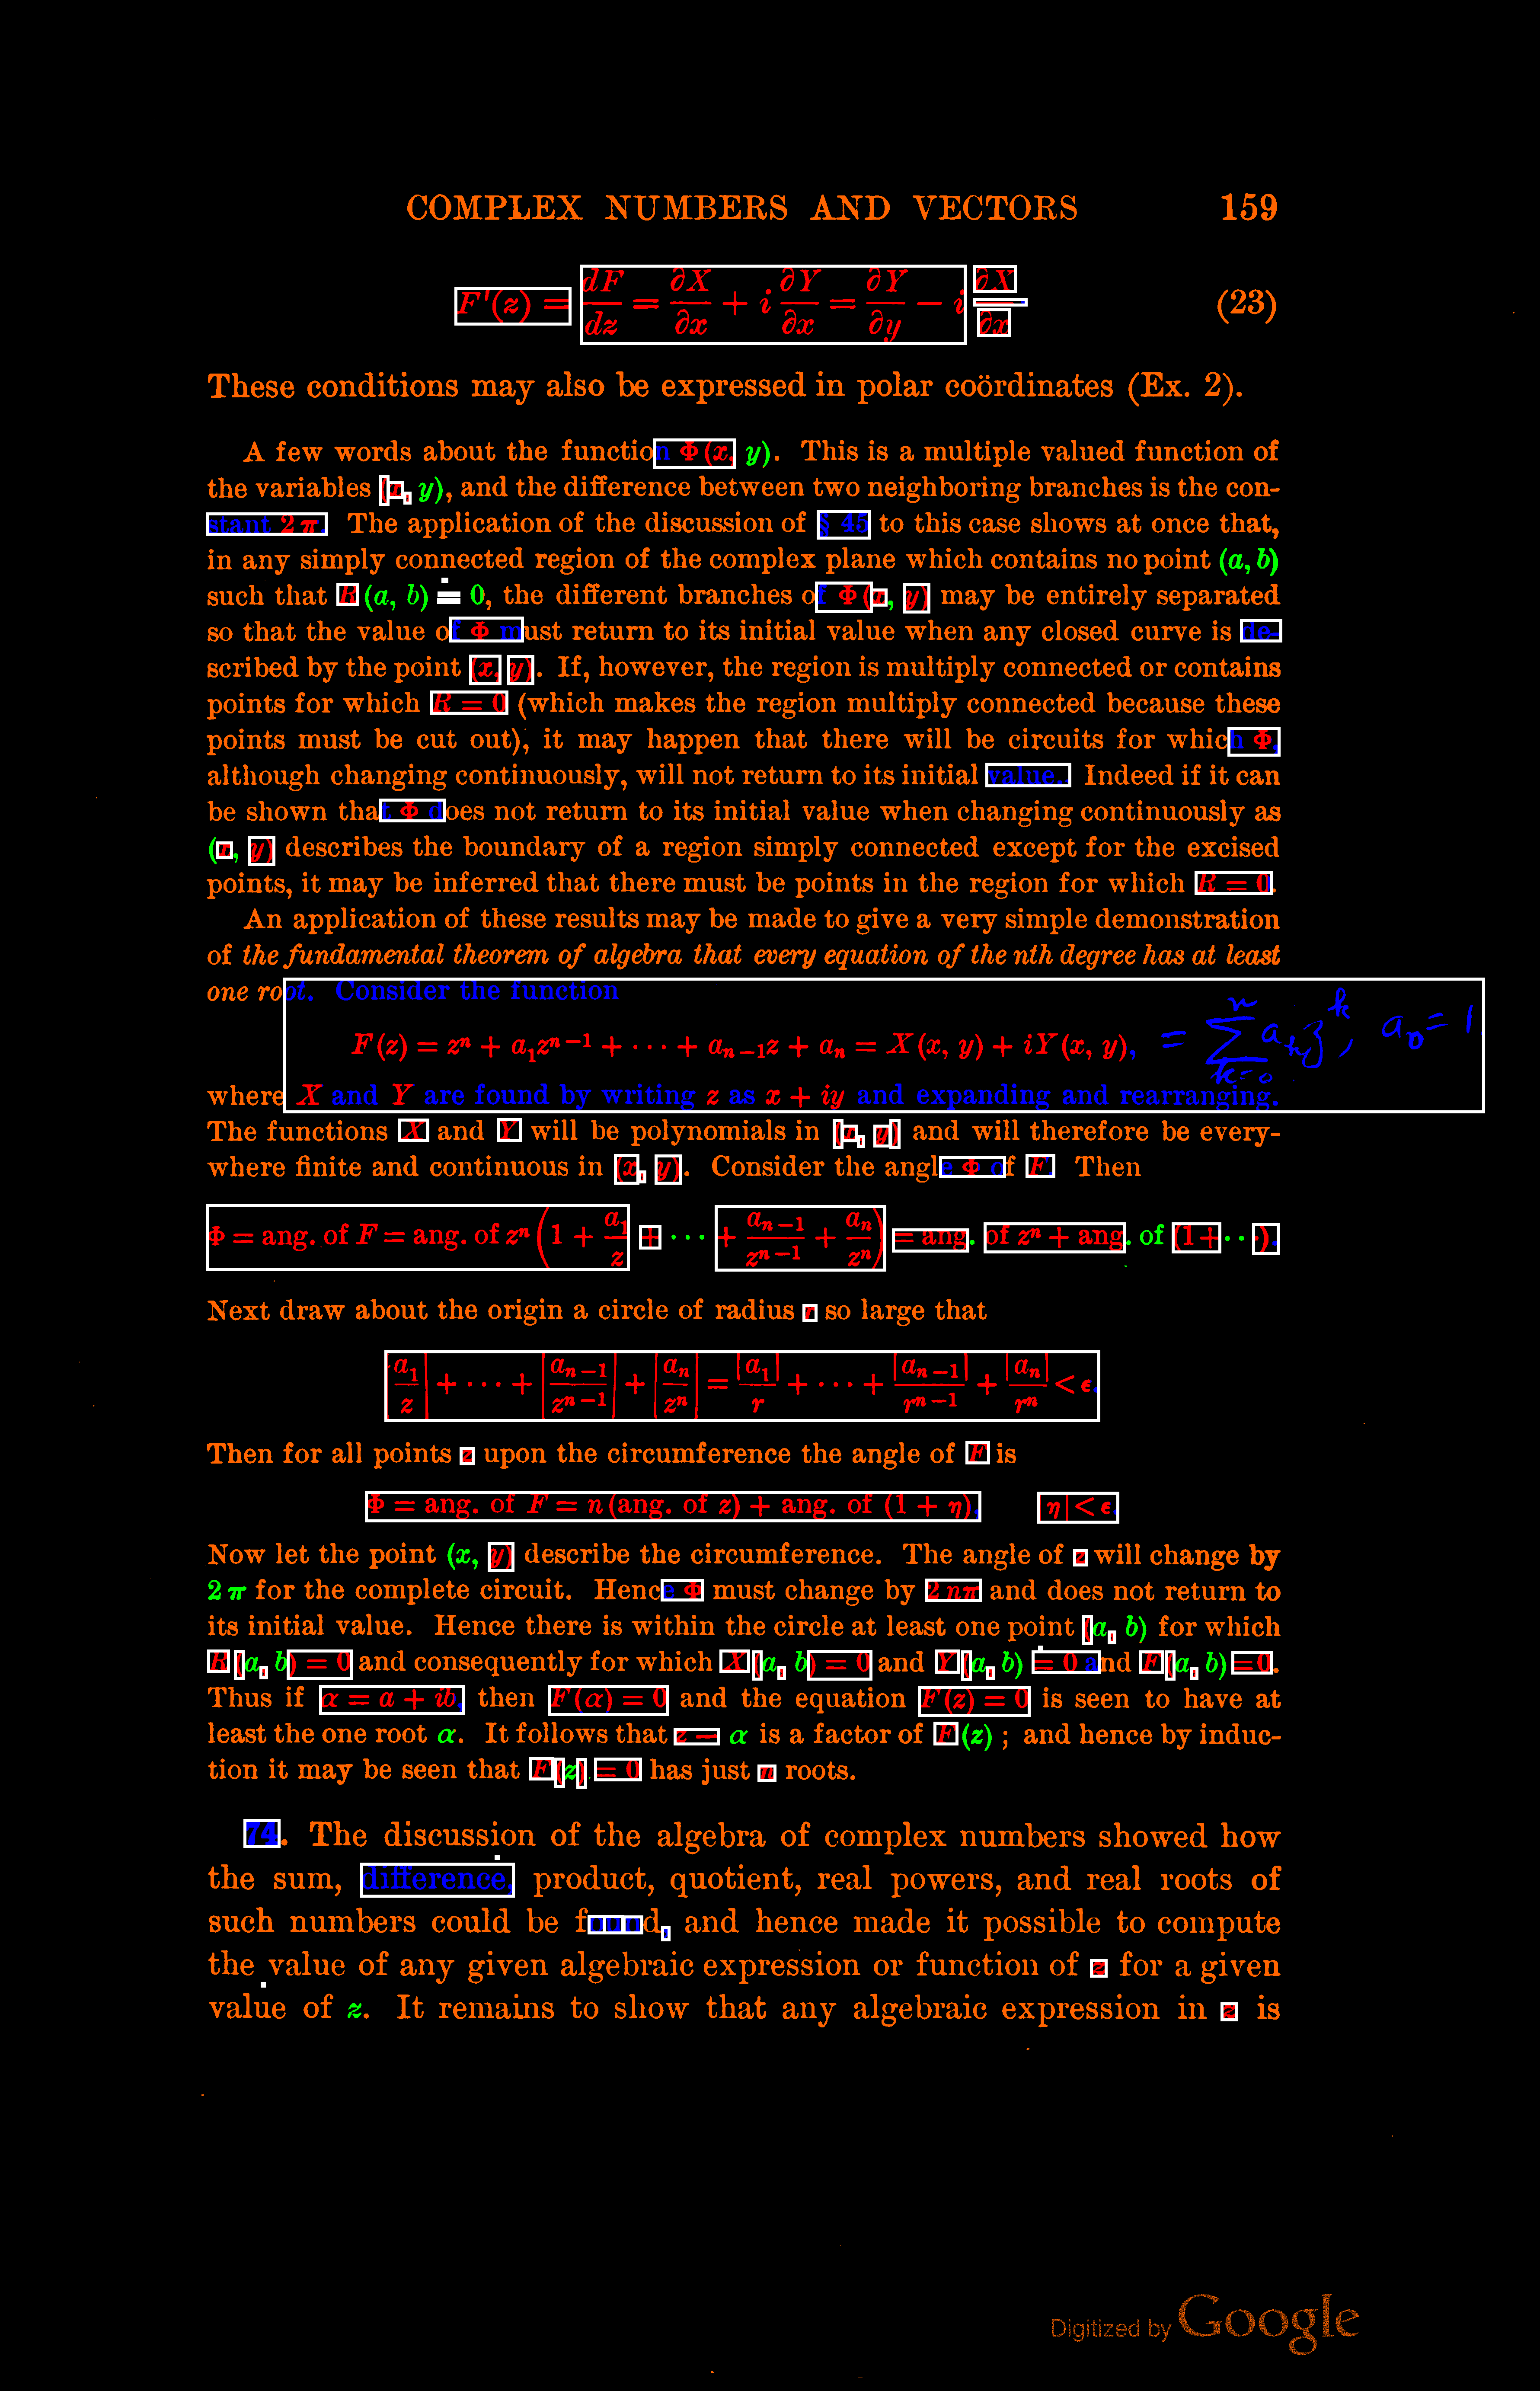 COMPLEX NUMBERS AND VECTORS 159
F'(z) = dF/dz = ∂X/∂x + i ∂Y/∂x = ∂Y/∂y − i ∂X/∂x (23)
These conditions may also be expressed in polar coördinates (Ex. 2).
A few words about the function Φ(x, y). This is a multiple valued function of
the variables (x, y), and the difference between two neighboring branches is the con-
stant 2 π. The application of the discussion of § 45 to this case shows at once that,
in any simply connected region of the complex plane which contains no point (a, b)
such that R(a, b) = 0, the different branches of Φ(x, y) may be entirely separated
so that the value of Φ must return to its initial value when any closed curve is de-
scribed by the point (x, y). If, however, the region is multiply connected or contains
points for which R = 0 (which makes the region multiply connected because these
points must be cut out), it may happen that there will be circuits for which Φ,
although changing continuously, will not return to its initial value. Indeed if it can
be shown that Φ does not return to its initial value when changing continuously as
(x, y) describes the boundary of a region simply connected except for the excised
points, it may be inferred that there must be points in the region for which R = 0.
An application of these results may be made to give a very simple demonstration
of the fundamental theorem of algebra that every equation of the nth degree has at least
one root. Consider the function
F(z) = zⁿ + a₁zⁿ⁻¹ + · · · + aₙ₋₁z + aₙ = X(x, y) + iY(x, y), = Σ_{k=0}^{n} aₖ z^k, a₀ = 1
where X and Y are found by writing z as x + iy and expanding and rearranging.
The functions X and Y will be polynomials in (x, y) and will therefore be every-
where finite and continuous in (x, y). Consider the angle Φ of F. Then
Φ = ang. of F = ang. of zⁿ (1 + a₁/z + · · · + aₙ₋₁/zⁿ⁻¹ + aₙ/zⁿ) = ang. of zⁿ + ang. of (1 + · · ·).
Next draw about the origin a circle of radius r so large that
|a₁/z| + · · · + |aₙ₋₁/zⁿ⁻¹| + |aₙ/zⁿ| = |a₁|/r + · · · + |aₙ₋₁|/rⁿ⁻¹ + |aₙ|/rⁿ < ϵ.
Then for all points z upon the circumference the angle of F is
Φ = ang. of F = n(ang. of z) + ang. of (1 + η), |η| < ϵ.
Now let the point (x, y) describe the circumference. The angle of z will change by
2 π for the complete circuit. Hence Φ must change by 2 nπ and does not return to
its initial value. Hence there is within the circle at least one point (a, b) for which
R(a, b) = 0 and consequently for which X(a, b) = 0 and Y(a, b) = 0 and F(a, b) = 0.
Thus if α = a + ib, then F(α) = 0 and the equation F(z) = 0 is seen to have at
least the one root α. It follows that z − α is a factor of F(z) ; and hence by induc-
tion it may be seen that F(z) = 0 has just n roots.
74. The discussion of the algebra of complex numbers showed how
the sum, difference, product, quotient, real powers, and real roots of
such numbers could be found, and hence made it possible to compute
the value of any given algebraic expression or function of z for a given
value of z. It remains to show that any algebraic expression in z is
Digitized by Google